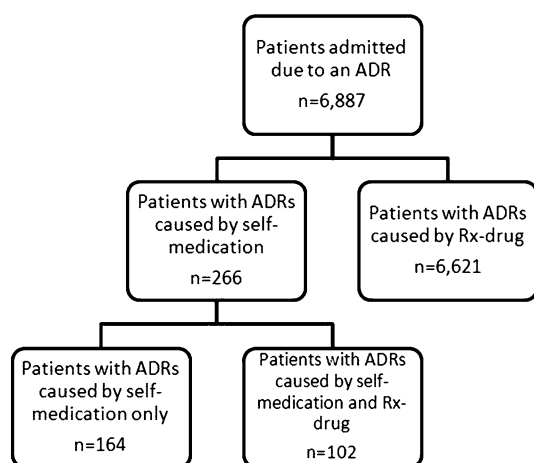 Patients admitted
due to an ADR
n=6,887
Patients with ADRs
caused by self-
medication
n=266
Patients with ADRs
caused by Rx-drug
n=6,621
Patients with ADRs
caused by self-
medication only
n=164
Patients with ADRs
caused by self-
medication and Rx-
drug
n=102